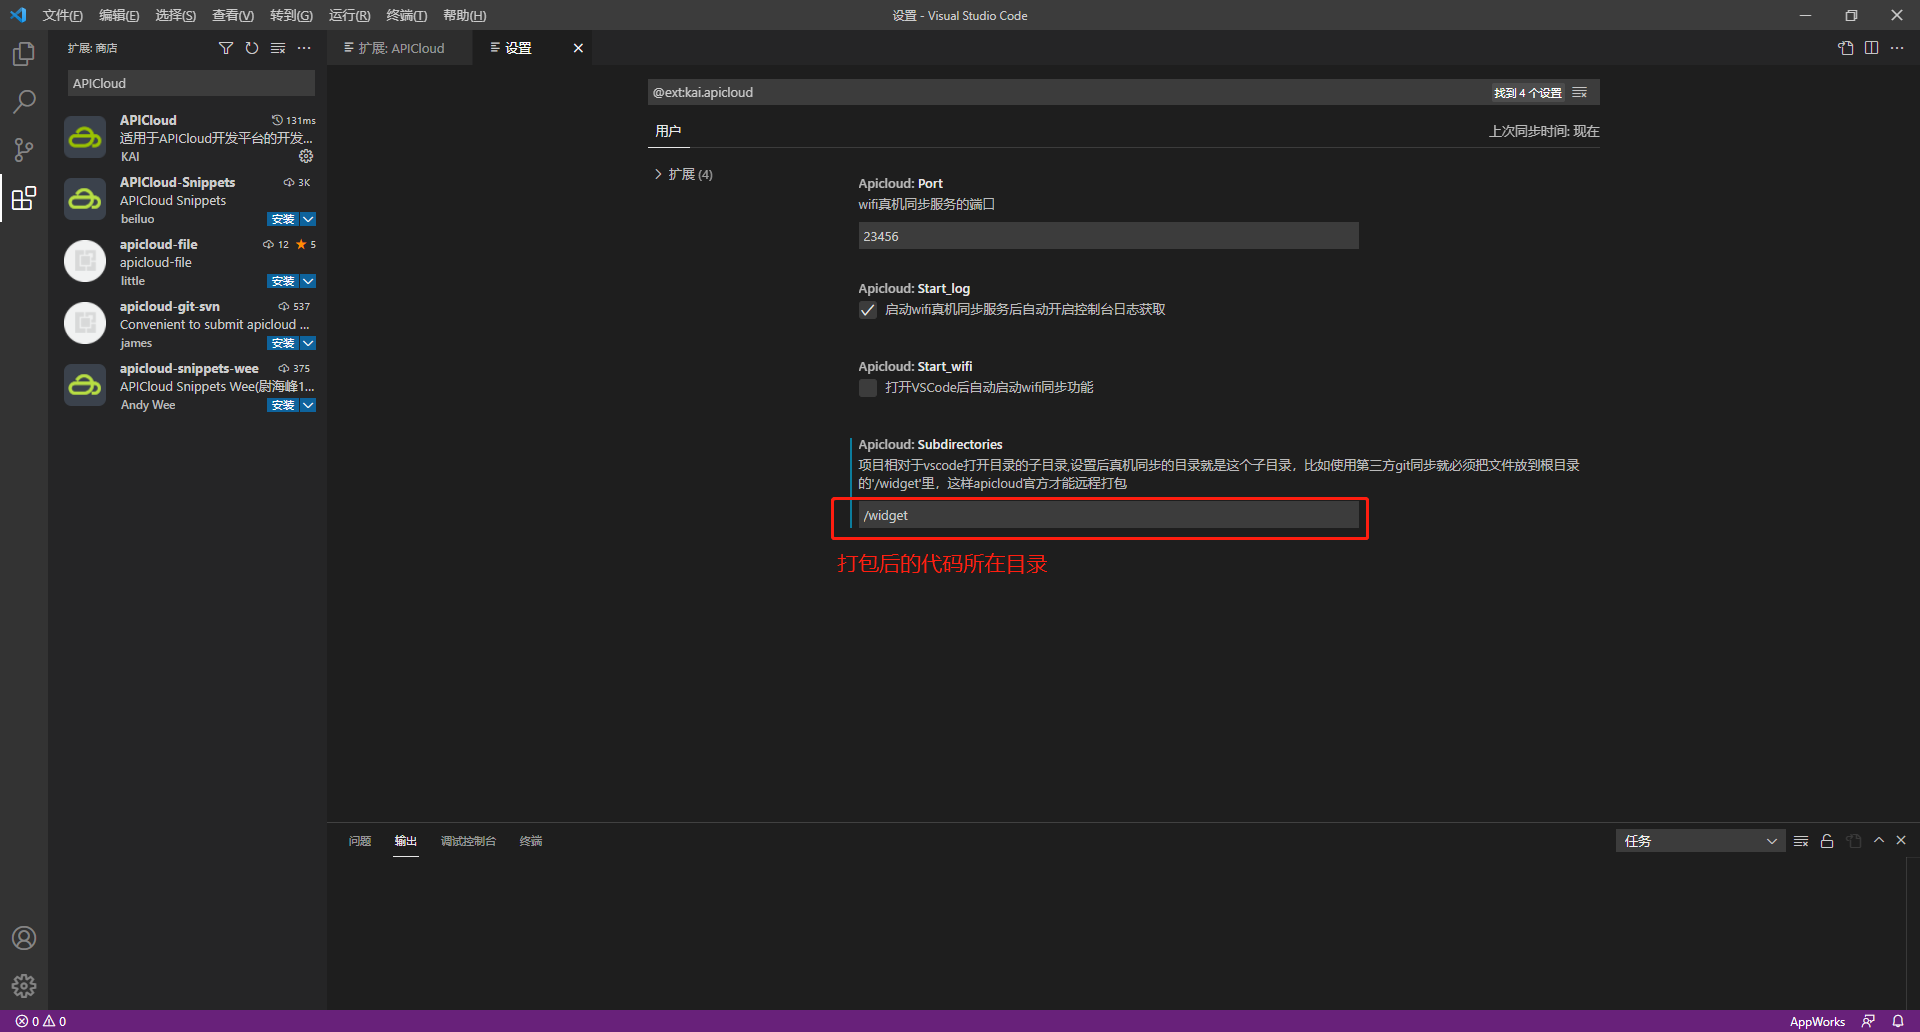 文件(F) 编辑(E) 选择(S) 查看(V) 转到(G) 运行(R) 终端(T) 帮助(H)
设置 - Visual Studio Code
扩展: 商店
APICloud
APICloud 131ms
适用于APICloud开发平台的开发...
KAI
APICloud-Snippets 3K
APICloud Snippets
beiluo 安装
apicloud-file 12 ★ 5
apicloud-file
little 安装
apicloud-git-svn 537
Convenient to submit apicloud ...
james 安装
apicloud-snippets-wee 375
APICloud Snippets Wee(尉海峰1...
Andy Wee 安装
扩展: APICloud
设置
@ext:kai.apicloud
找到 4 个设置
用户
上次同步时间: 现在
扩展 (4)
Apicloud: Port
wifi真机同步服务的端口
23456
Apicloud: Start_log
启动wifi真机同步服务后自动开启控制台日志获取
Apicloud: Start_wifi
打开VSCode后自动启动wifi同步功能
Apicloud: Subdirectories
项目相对于vscode打开目录的子目录,设置后真机同步的目录就是这个子目录，比如使用第三方git同步就必须把文件放到根目录
的'/widget'里，这样apicloud官方才能远程打包
/widget
打包后的代码所在目录
问题 输出 调试控制台 终端
任务
0 0
AppWorks